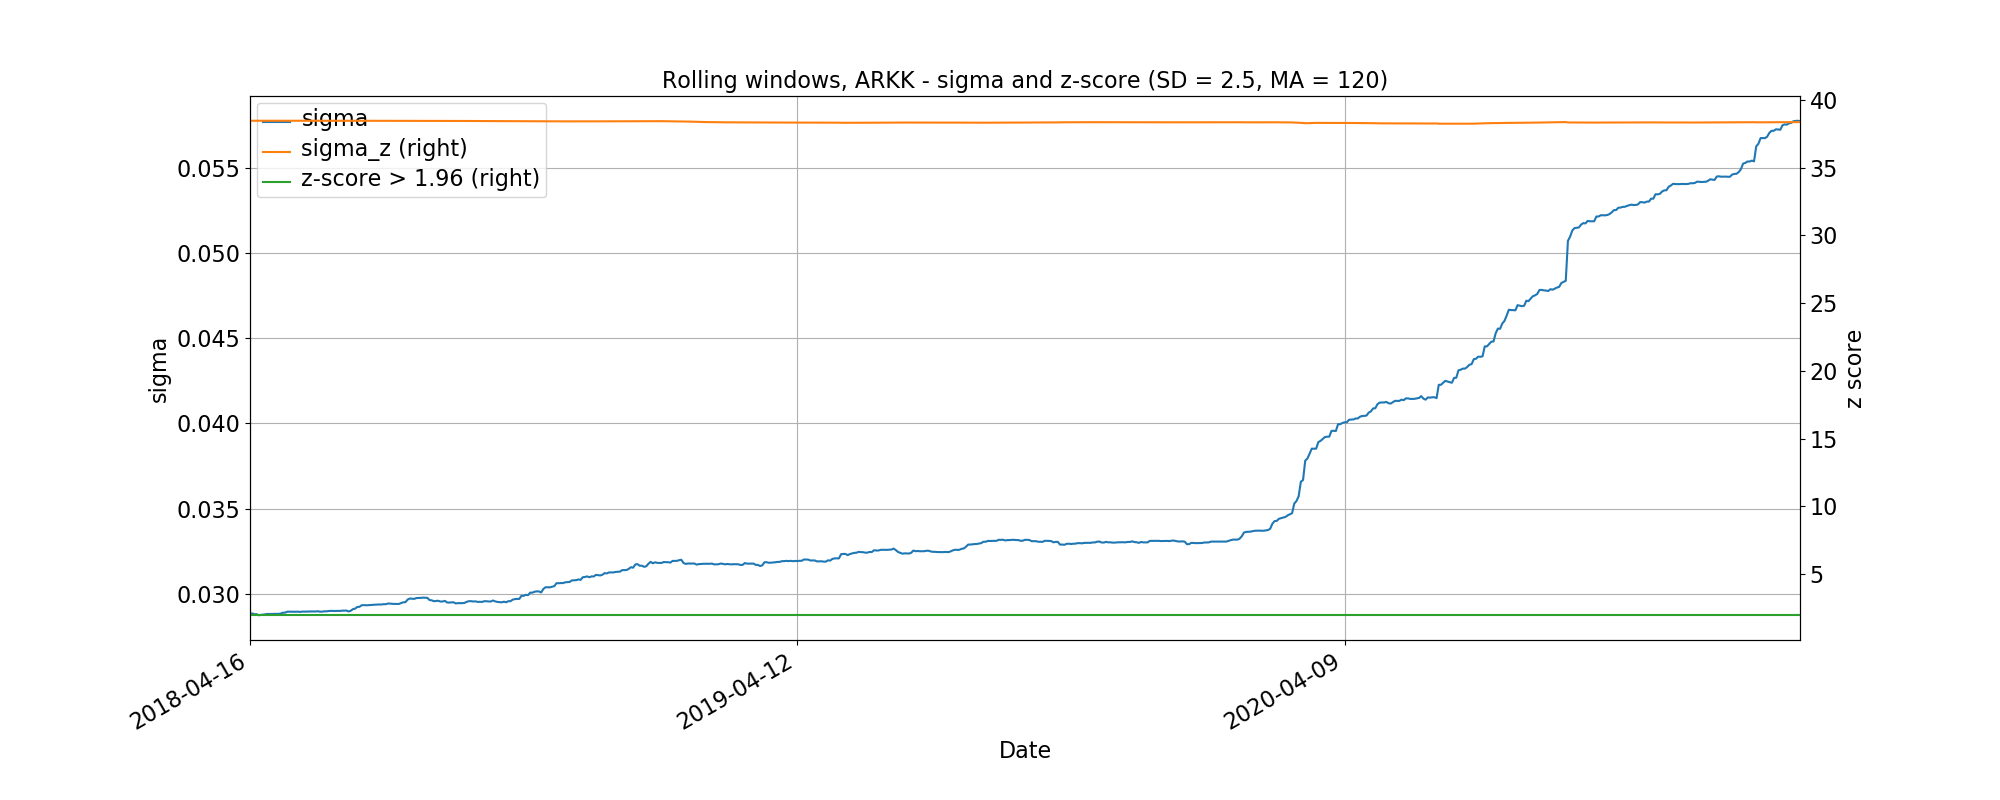 Rolling windows, ARKK - sigma and z-score (SD = 2.5, MA = 120)
sigma
sigma_z (right)
z-score > 1.96 (right)
0.055
0.050
0.045
0.040
0.035
0.030
sigma
40
35
30
25
20
15
10
5
z score
2018-04-16
2019-04-12
2020-04-09
Date